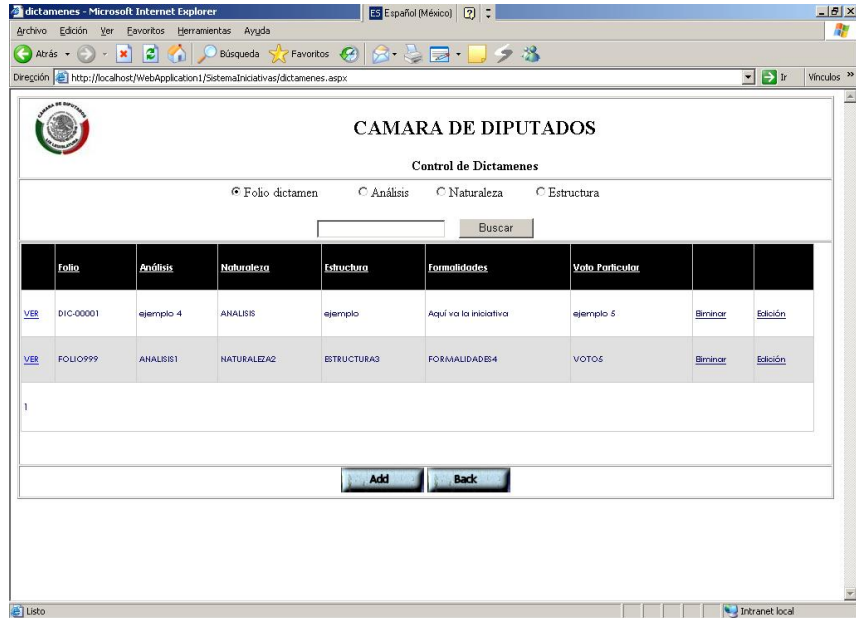 dictamenes - Microsoft Internet Explorer
ES Español (México)
Archivo Edición Ver Favoritos Herramientas Ayuda
Atrás Búsqueda Favoritos
Dirección http://localhost/WebApplication1/SistemaIniciativas/dictamenes.aspx Ir Vínculos »
CAMARA DE DIPUTADOS
Control de Dictamenes
Folio dictamen Análisis Naturaleza Estructura
Buscar
Folio Análisis Naturaleza Estructura Formalidades Voto Particular
VER DIC-00001 ejemplo 4 ANALISIS ejemplo Aquí va la iniciativa ejemplo 5 Eliminar Edición
VER FOLIO999 ANALISIS1 NATURALEZA2 ESTRUCTURA3 FORMALIDADES4 VOTO5 Eliminar Edición
1
Add Back
Listo Intranet local